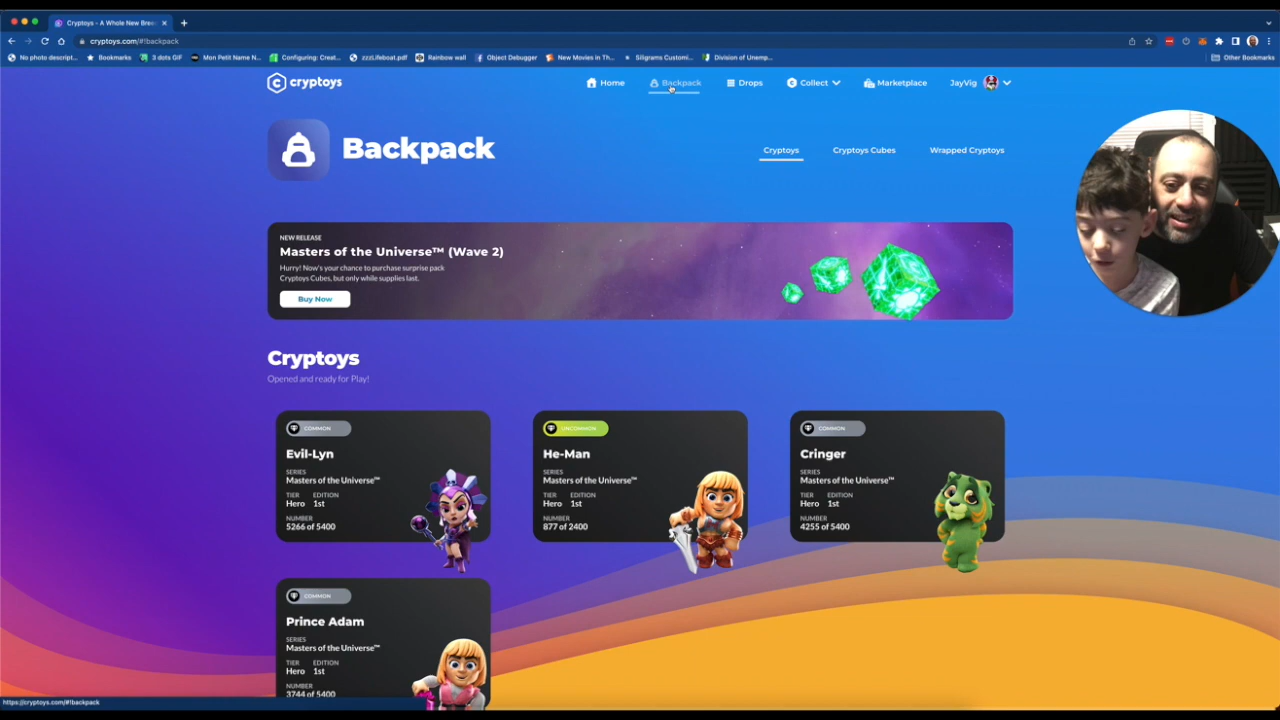 Cryptoys - A Whole New Bree
cryptoys.com/#!backpack
No photo descript... Bookmarks 3 dots GIF Mon Petit Name N... Configuring: Creat... zzzLifeboat.pdf Rainbow wall Object Debugger New Movies in Th... Siligrams Customi... Division of Unemp... Other Bookmarks
cryptoys Home Backpack Drops Collect Marketplace JayVig
Backpack
Cryptoys Cryptoys Cubes Wrapped Cryptoys
NEW RELEASE
Masters of the Universe™ (Wave 2)
Hurry! Now's your chance to purchase surprise pack
Cryptoys Cubes, but only while supplies last.
Buy Now
Cryptoys
Opened and ready for Play!
COMMON
Evil-Lyn
SERIES
Masters of the Universe™
TIER EDITION
Hero 1st
NUMBER
5266 of 5400
UNCOMMON
He-Man
SERIES
Masters of the Universe™
TIER EDITION
Hero 1st
NUMBER
877 of 2400
COMMON
Cringer
SERIES
Masters of the Universe™
TIER EDITION
Hero 1st
NUMBER
4255 of 5400
COMMON
Prince Adam
SERIES
Masters of the Universe™
TIER EDITION
Hero 1st
NUMBER
3744 of 5400
https://cryptoys.com/#!backpack